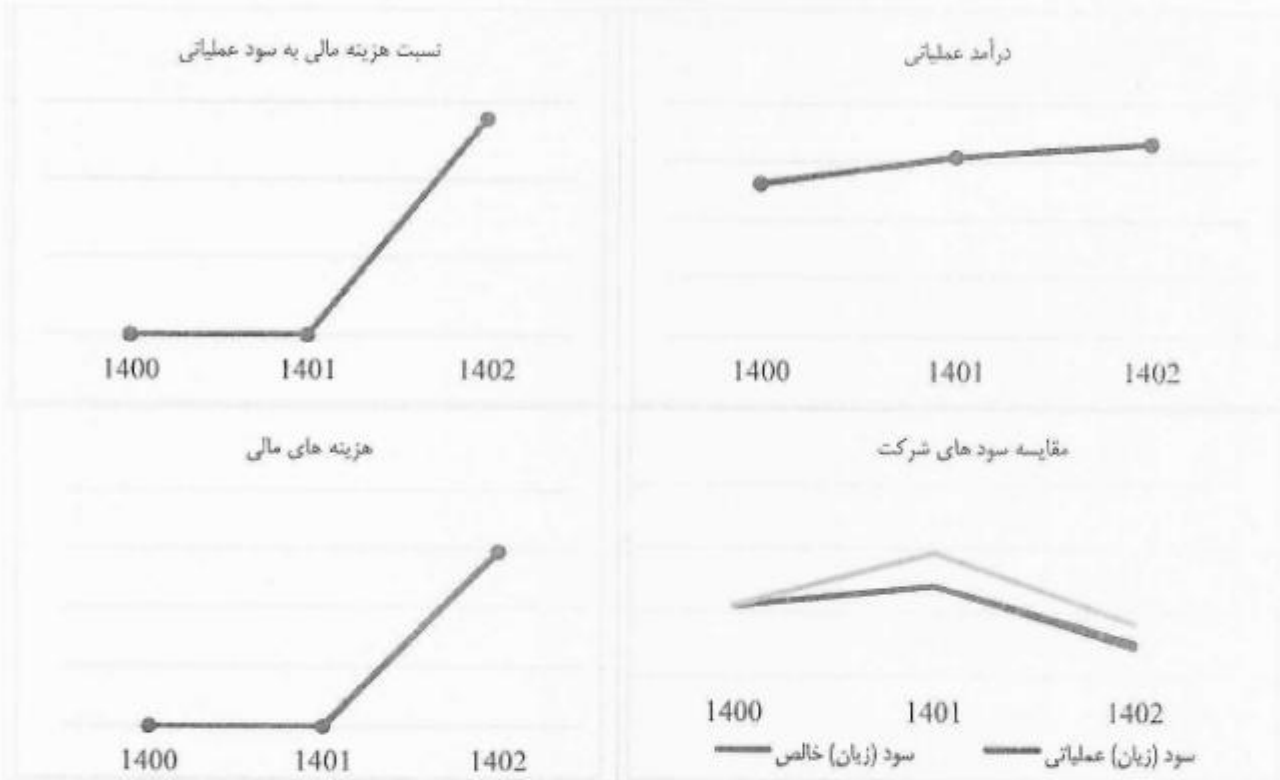 درآمد عملیاتی
1400 1401 1402
نسبت هزینه مالی به سود عملیاتی
1400 1401 1402
مقایسه سود های شرکت
1400 1401 1402
سود (زیان) عملیاتی سود (زیان) خالص
هزینه های مالی
1400 1401 1402